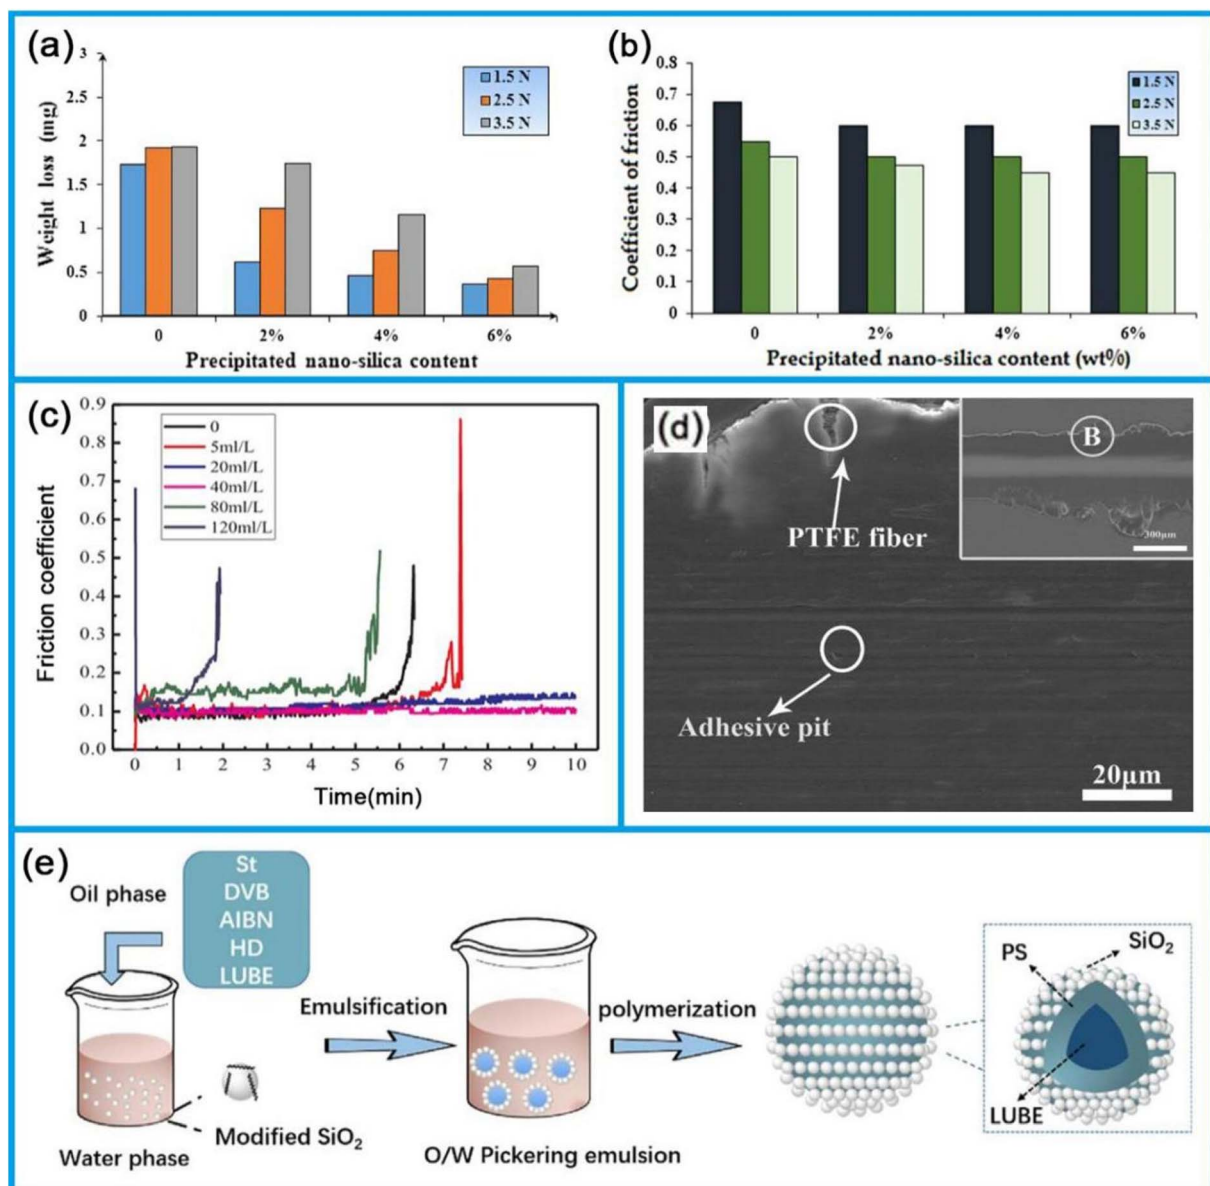 (a)
3
2.5
2
1.5
1
0.5
0
Weight loss (mg)
1.5 N
2.5 N
3.5 N
0 2% 4% 6%
Precipitated nano-silica content
(b)
0.8
0.7
0.6
0.5
0.4
0.3
0.2
0.1
0
Coefficient of friction
1.5 N
2.5 N
3.5 N
0 2% 4% 6%
Precipitated nano-silica content (wt%)
(c)
0.9
0.8
0.7
0.6
0.5
0.4
0.3
0.2
0.1
0.0
Friction coefficient
0
5ml/L
20ml/L
40ml/L
80ml/L
120ml/L
0 1 2 3 4 5 6 7 8 9 10
Time(min)
(d)
B
300μm
PTFE fiber
Adhesive pit
20μm
(e)
Oil phase
St
DVB
AIBN
HD
LUBE
Modified SiO₂
Water phase
Emulsification
O/W Pickering emulsion
polymerization
PS
SiO₂
LUBE